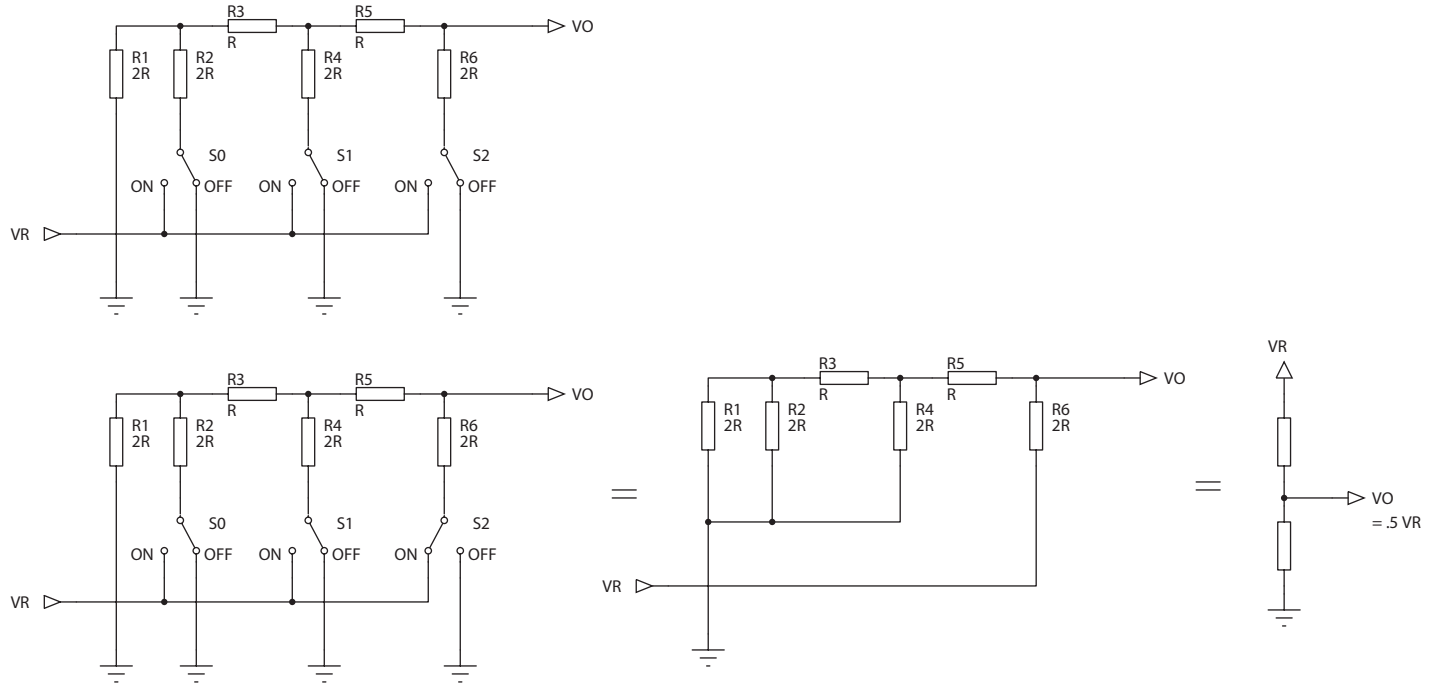 R3 R5
VO
R R
R1 R2 R4 R6
2R 2R 2R 2R
S0 S1 S2
ON OFF ON OFF ON OFF
VR
VR
R3 R5
R3 R5
VO
VO
R R
R R
R1 R2 R4 R6
2R 2R 2R 2R
R1 R2 R4 R6
2R 2R 2R 2R
=
=
VO
= .5 VR
S0 S1 S2
ON OFF ON OFF ON OFF
VR
VR